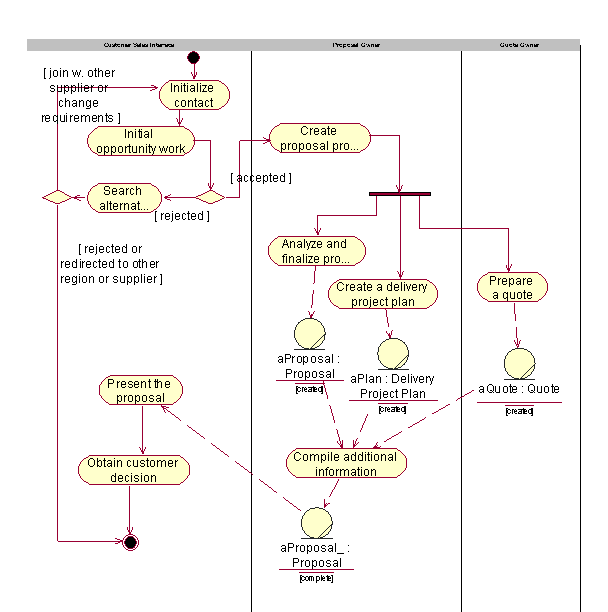 Customer Sales Interface
Proposal Owner
Quote Owner
[ join w. other
supplier or
change
requirements ]
Initialize
contact
Initial
opportunity work
Create
proposal pro...
[ accepted ]
Search
alternat...
[ rejected ]
[ rejected or
redirected to other
region or supplier ]
Analyze and
finalize pro...
Create a delivery
project plan
Prepare
a quote
aProposal :
Proposal
[created]
aPlan : Delivery
Project Plan
[created]
aQuote : Quote
[created]
Present the
proposal
Compile additional
information
Obtain customer
decision
aProposal_ :
Proposal
[complete]